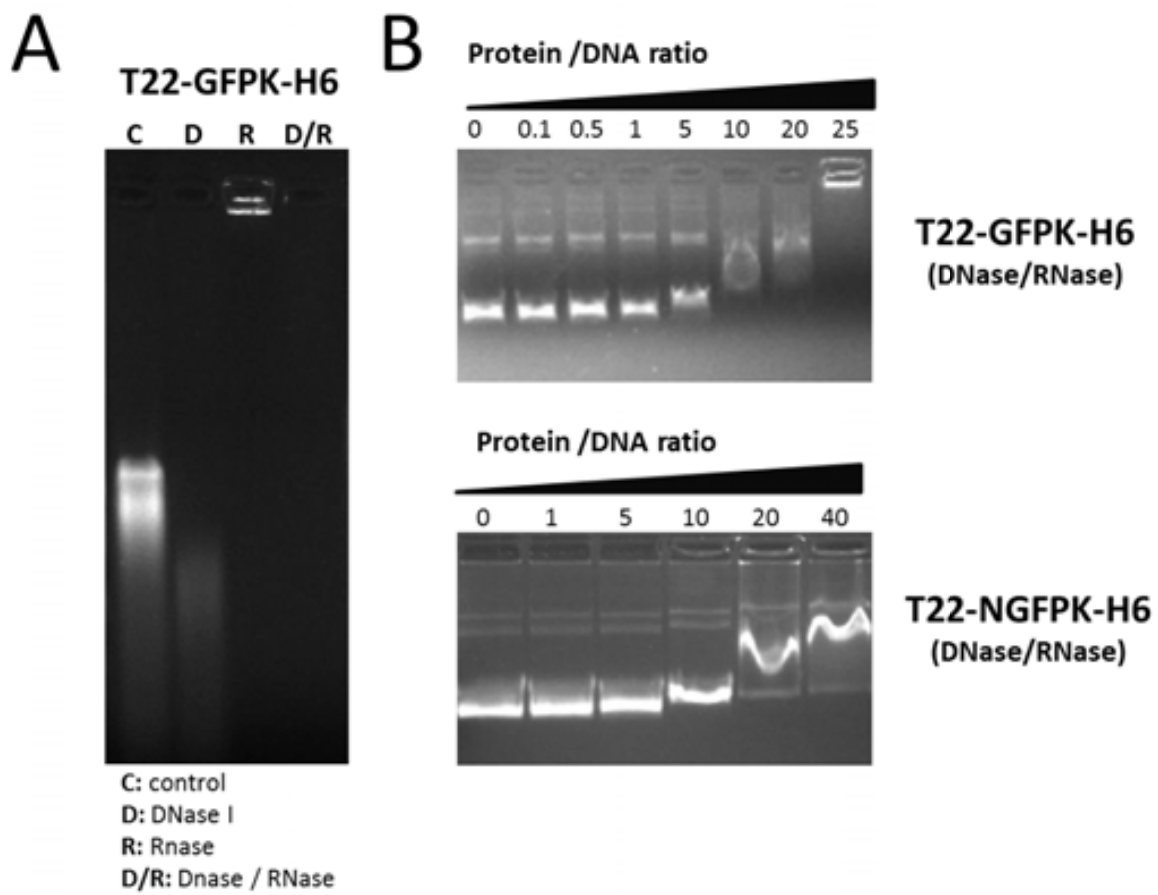 A
T22-GFPK-H6
C D R D/R
C: control
D: DNase I
R: Rnase
D/R: Dnase / RNase
B
Protein /DNA ratio
0 0.1 0.5 1 5 10 20 25
T22-GFPK-H6
(DNase/RNase)
Protein /DNA ratio
0 1 5 10 20 40
T22-NGFPK-H6
(DNase/RNase)